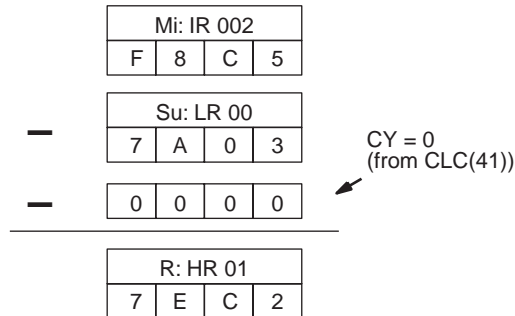 Mi: IR 002
F 8 C 5
Su: LR 00
– 7 A 0 3
CY = 0
(from CLC(41))
– 0 0 0 0
R: HR 01
7 E C 2